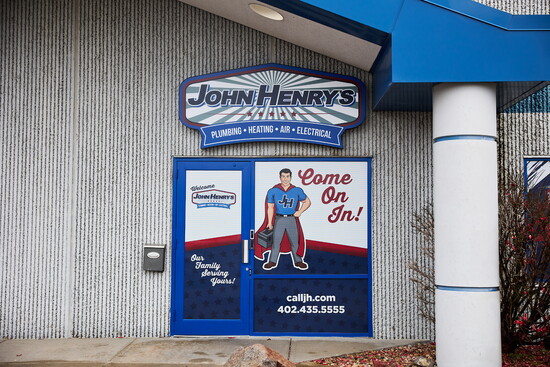 JOHN HENRY'S
PLUMBING • HEATING • AIR • ELECTRICAL
Welcome
JOHN HENRY'S
Our
Family
Serving
Yours!
Come
On
In!
JH
calljh.com
402.435.5555